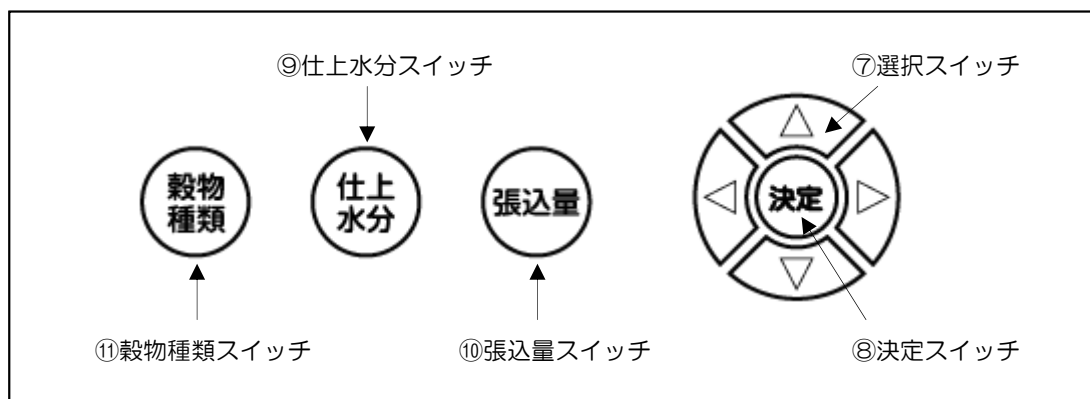 ⑨仕上水分スイッチ
⑦選択スイッチ
穀物
種類
仕上
水分
張込量
決定
⑪穀物種類スイッチ
⑩張込量スイッチ
⑧決定スイッチ